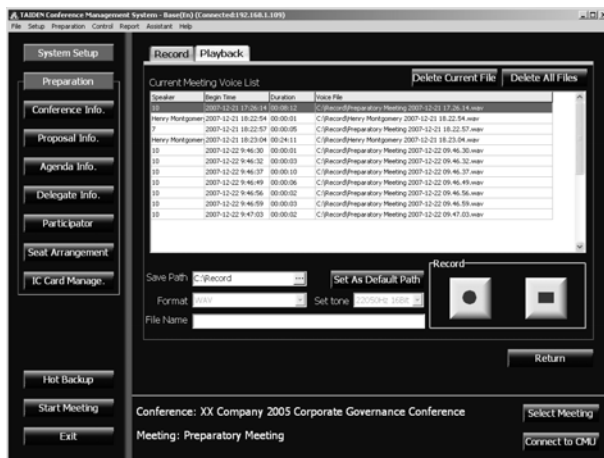 TAIDEN Conference Management System - Base(En) (Connected:192.168.1.109)
File Setup Preparation Control Report Assistant Help
System Setup
Preparation
Conference Info.
Proposal Info.
Agenda Info.
Delegate Info.
Participator
Seat Arrangement
IC Card Manage.
Hot Backup
Start Meeting
Exit
Record Playback
Current Meeting Voice List
Delete Current File Delete All Files
Speaker Begin Time Duration Voice File
10 2007-12-21 17:26:14 00:00:12 C:\Record\Preparatory Meeting 2007-12-21 17.26.14.wav
Henry Montgomery 2007-12-21 18:22:54 00:00:01 C:\Record\Henry Montgomery 2007-12-21 18.22.54.wav
7 2007-12-21 18:22:57 00:00:05 C:\Record\Preparatory Meeting 2007-12-21 18.22.57.wav
Henry Montgomery 2007-12-21 18:23:04 00:24:11 C:\Record\Henry Montgomery 2007-12-21 18.23.04.wav
10 2007-12-22 9:46:30 00:00:01 C:\Record\Preparatory Meeting 2007-12-22 09.46.30.wav
10 2007-12-22 9:46:32 00:00:03 C:\Record\Preparatory Meeting 2007-12-22 09.46.32.wav
10 2007-12-22 9:46:37 00:00:10 C:\Record\Preparatory Meeting 2007-12-22 09.46.37.wav
10 2007-12-22 9:46:49 00:00:06 C:\Record\Preparatory Meeting 2007-12-22 09.46.49.wav
10 2007-12-22 9:46:56 00:00:02 C:\Record\Preparatory Meeting 2007-12-22 09.46.56.wav
10 2007-12-22 9:46:59 00:00:03 C:\Record\Preparatory Meeting 2007-12-22 09.46.59.wav
10 2007-12-22 9:47:03 00:00:02 C:\Record\Preparatory Meeting 2007-12-22 09.47.03.wav
Save Path C:\Record ... Set As Default Path
Format WAV Set tone 22050Hz 16Bit
File Name
Record
Return
Conference: XX Company 2005 Corporate Governance Conference
Meeting: Preparatory Meeting
Select Meeting
Connect to CMU